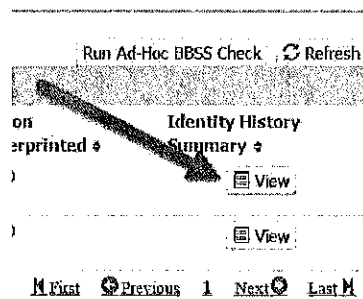 Run Ad-Hoc BBSS Check Refresh
on Identity History
erprinted Summary
) View
) View
First Previous 1 Next Last